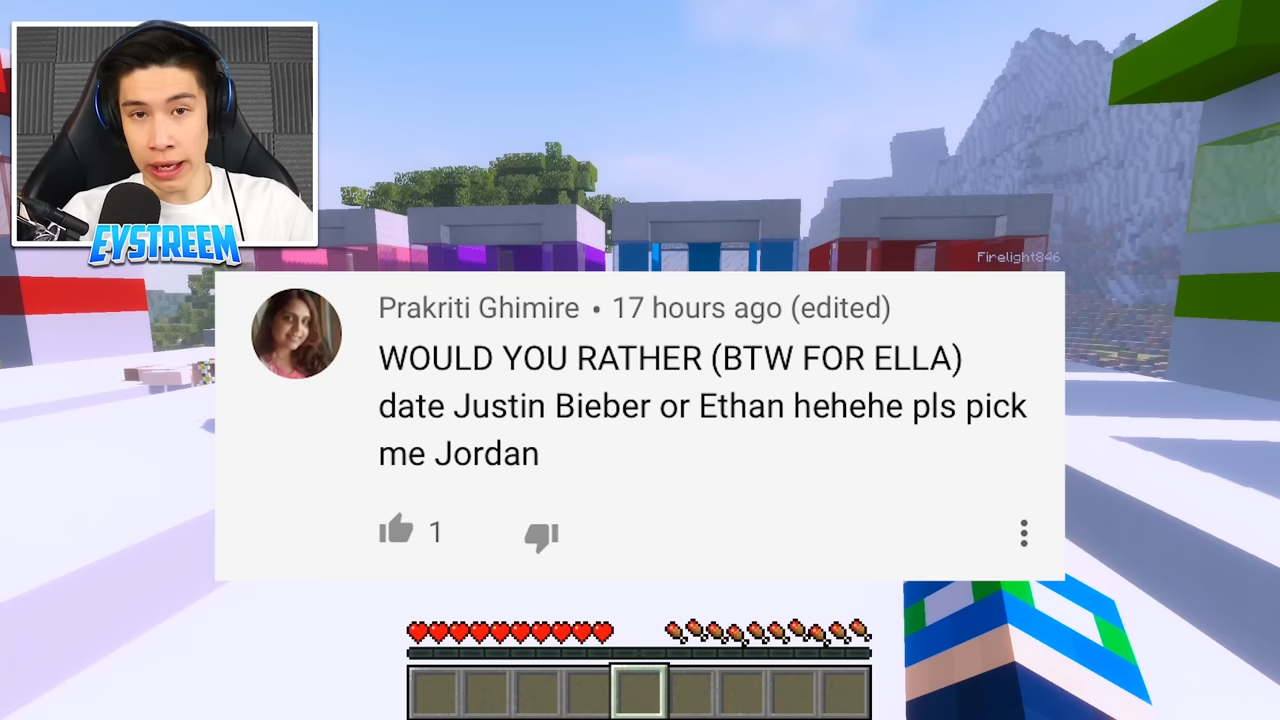 EYSTREEM
Firelight846
Prakriti Ghimire • 17 hours ago (edited)
WOULD YOU RATHER (BTW FOR ELLA)
date Justin Bieber or Ethan hehehe pls pick
me Jordan
1